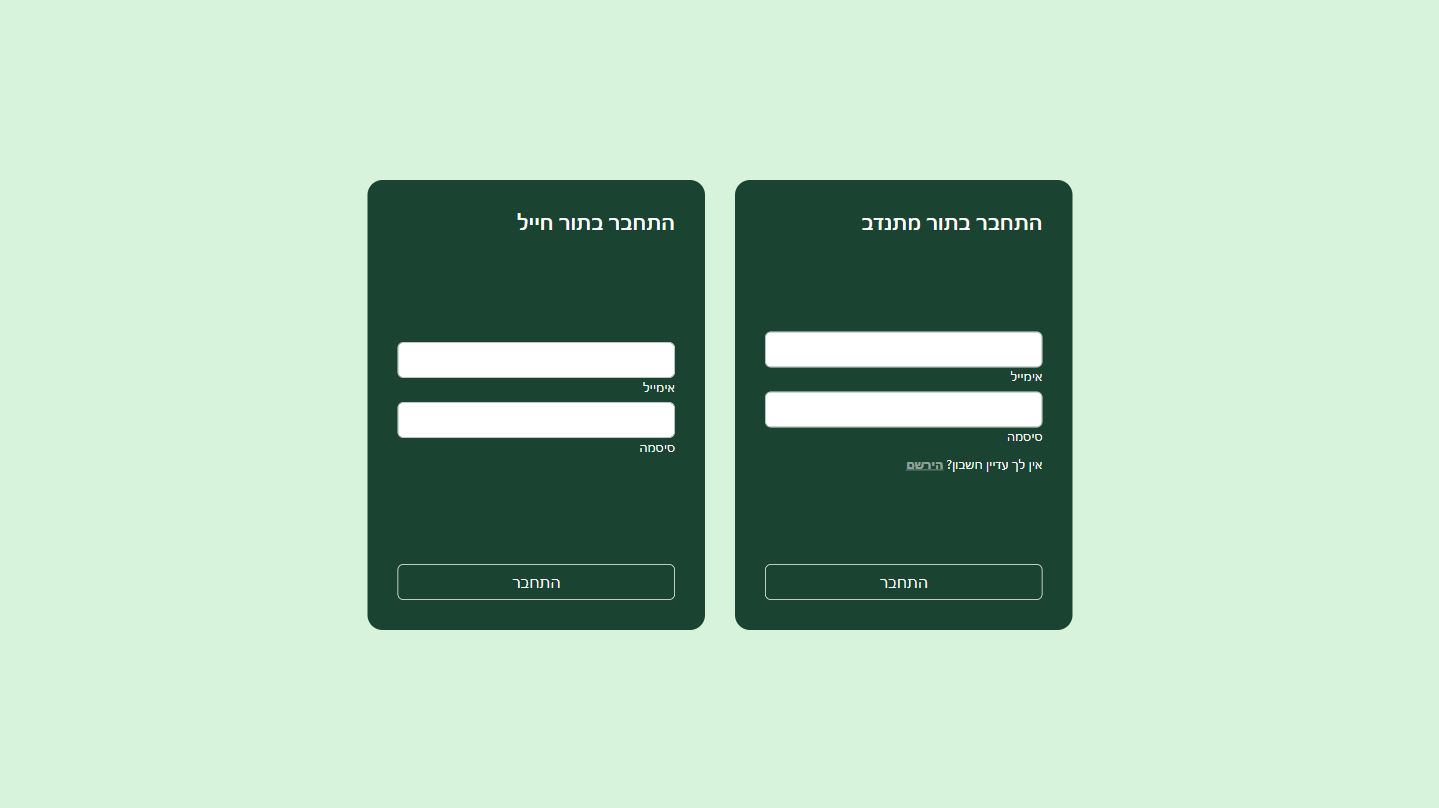 התחבר בתור מתנדב
אימייל
סיסמה
אין לך עדיין חשבון? הירשם
התחבר
התחבר בתור חייל
אימייל
סיסמה
התחבר